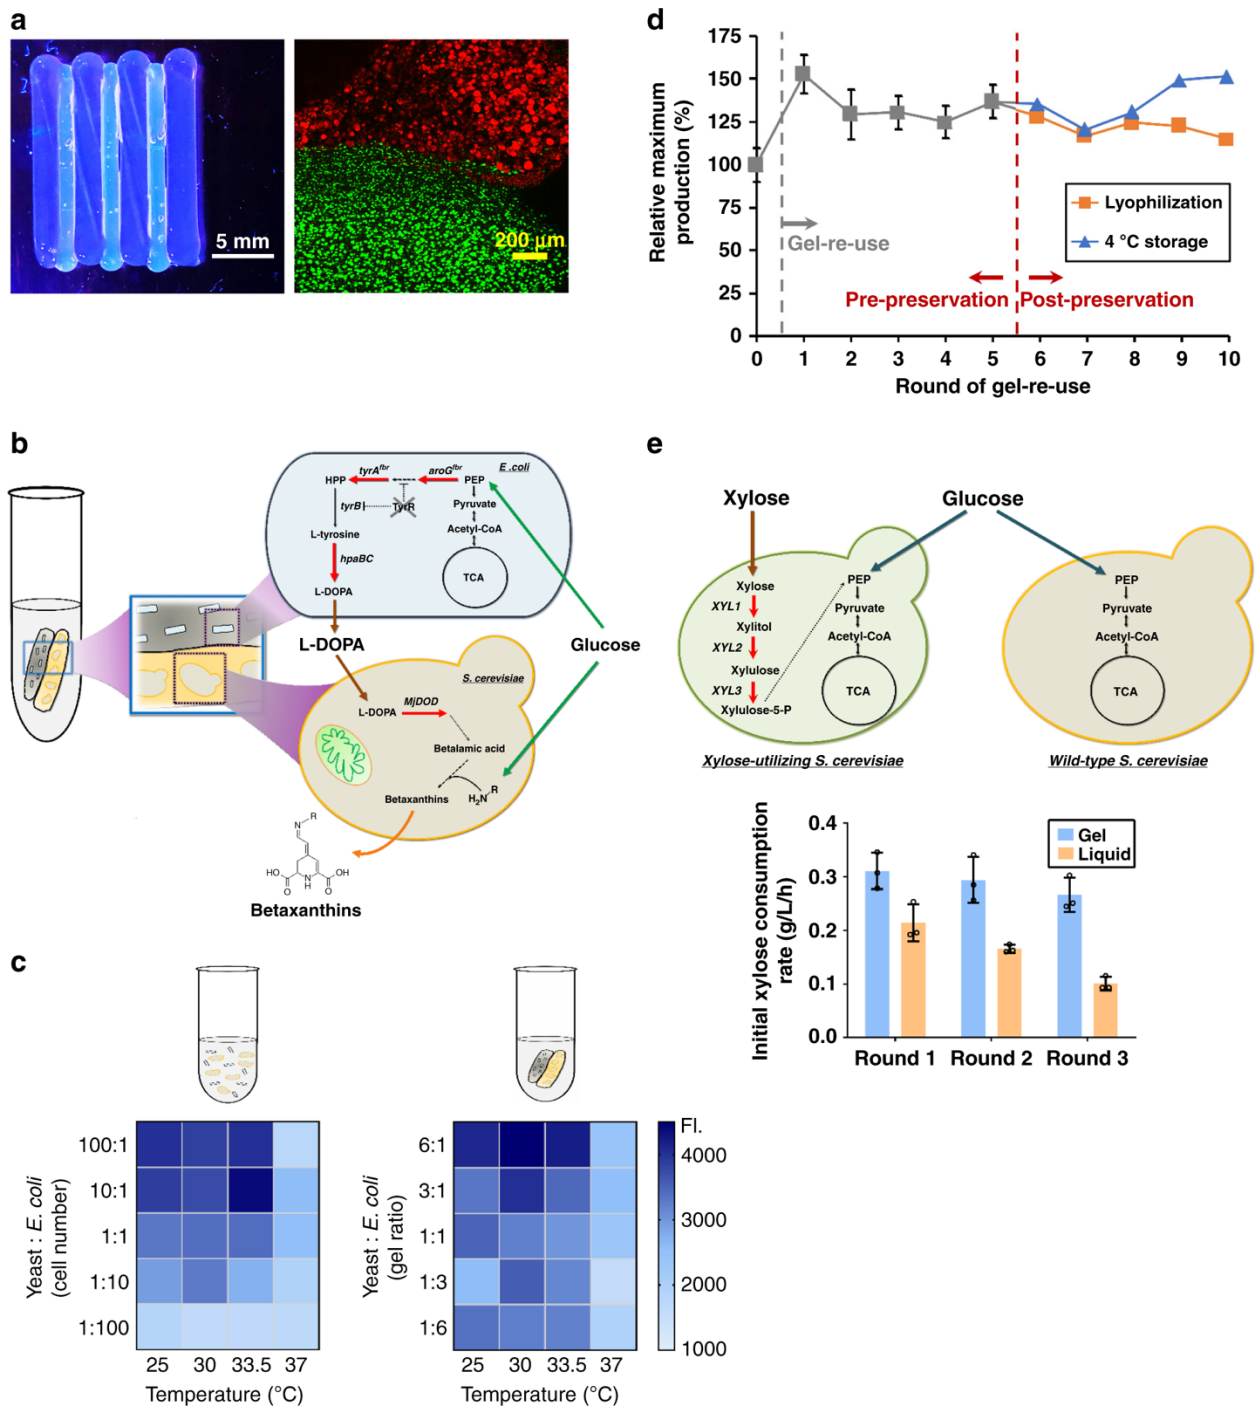 a
5 mm
200 µm
d
Relative maximum
production (%)
175
150
125
100
75
50
25
0
0 1 2 3 4 5 6 7 8 9 10
Round of gel-re-use
Gel-re-use
Pre-preservation
Post-preservation
Lyophilization
4 °C storage
b
E .coli
HPP
tyrA^fbr
aroG^fbr
PEP
tyrB
TyrR
Pyruvate
Acetyl-CoA
TCA
L-tyrosine
hpaBC
L-DOPA
L-DOPA
Glucose
S. cerevisiae
L-DOPA
MjDOD
Betalamic acid
Betaxanthins
H₂N
R
N
R
HO
O
N
H
OH
O
Betaxanthins
c
Yeast : E. coli
(cell number)
100:1
10:1
1:1
1:10
1:100
25 30 33.5 37
Temperature (°C)
Yeast : E. coli
(gel ratio)
6:1
3:1
1:1
1:3
1:6
25 30 33.5 37
Temperature (°C)
Fl.
4000
3000
2000
1000
e
Xylose
Glucose
Xylose
XYL1
Xylitol
XYL2
Xylulose
XYL3
Xylulose-5-P
PEP
Pyruvate
Acetyl-CoA
TCA
Xylose-utilizing S. cerevisiae
PEP
Pyruvate
Acetyl-CoA
TCA
Wild-type S. cerevisiae
Initial xylose consumption
rate (g/L/h)
0.4
0.3
0.2
0.1
0.0
Gel
Liquid
Round 1 Round 2 Round 3